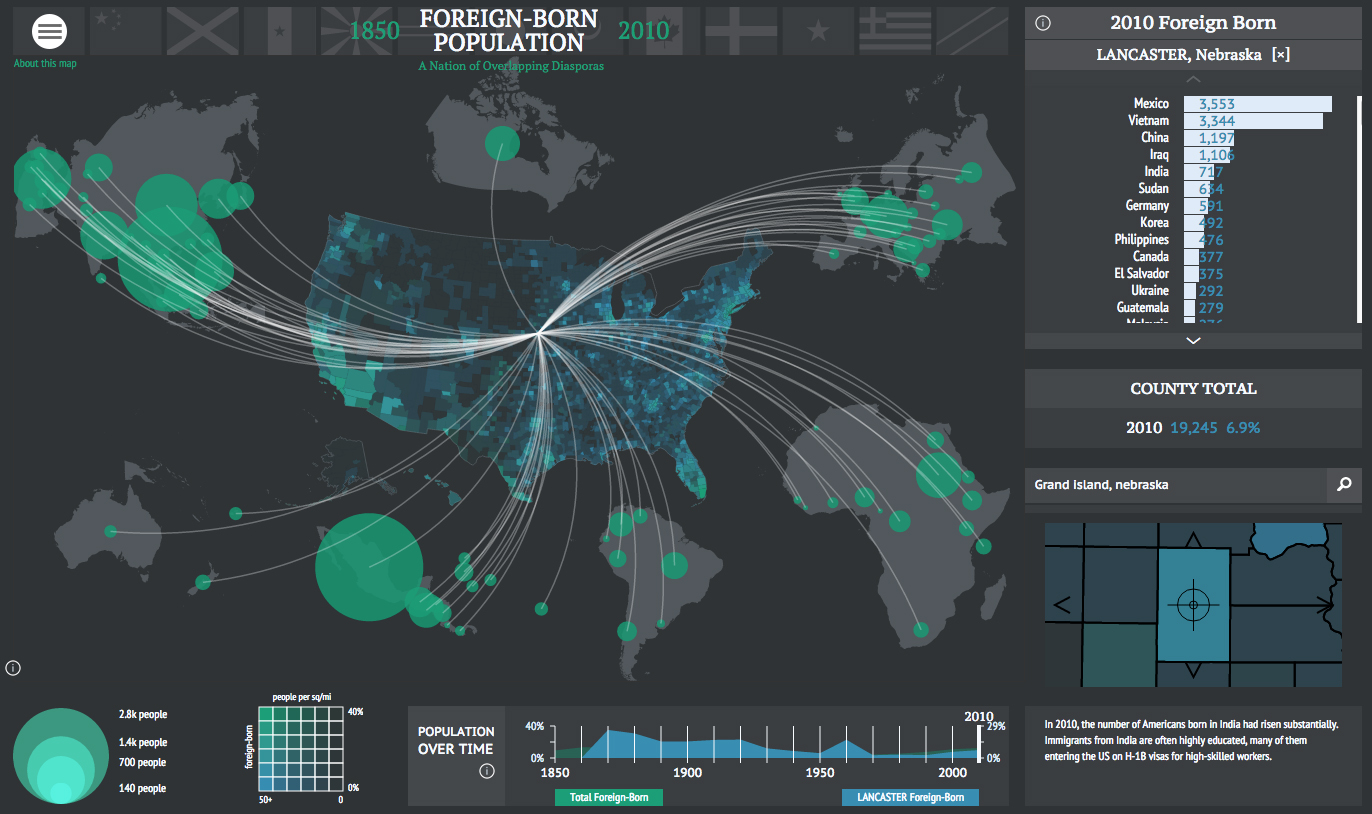 1850
FOREIGN-BORN
POPULATION
2010
A Nation of Overlapping Diasporas
About this map
2010 Foreign Born
LANCASTER, Nebraska [×]
Mexico 3,553
Vietnam 3,344
China 1,197
Iraq 1,106
India 717
Sudan 634
Germany 591
Korea 492
Philippines 476
Canada 377
El Salvador 375
Ukraine 292
Guatemala 279
COUNTY TOTAL
2010 19,245 6.9%
Grand Island, nebraska
2.8k people
1.4k people
700 people
140 people
people per sq/mi
foreign-born
40%
0%
50+ 0
POPULATION
OVER TIME
40%
0%
2010
29%
0%
1850 1900 1950 2000
Total Foreign-Born
LANCASTER Foreign-Born
In 2010, the number of Americans born in India had risen substantially.
Immigrants from India are often highly educated, many of them
entering the US on H-1B visas for high-skilled workers.